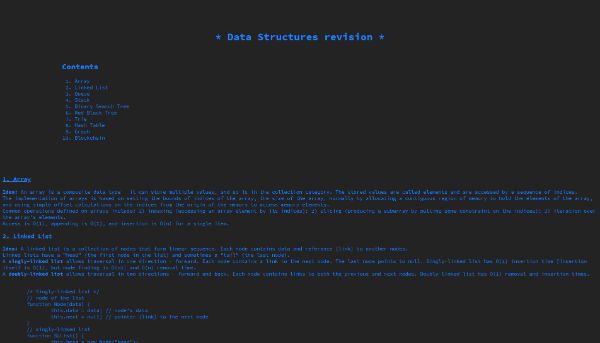 * Data Structures revision *
Contents
1. Array
2. Linked List
3. Queue
4. Stack
5. Binary Search Tree
6. Red Black Tree
7. Trie
8. Hash Table
9. Graph
10. Blockchain
1. Array
Idea: An array is a composite data type - it can store multiple values, and so is in the collection category. The stored values are called elements and are accessed by a sequence of indices.
The implementation of arrays is based on setting the bounds of indices of the array, the size of the array, normally by allocating a contiguous region of memory to hold the elements of the array,
and using simple offset calculations on the indices from the origin of the memory to access memory elements.
Common operations defined on arrays include: 1) indexing (accessing an array element by its indices); 2) slicing (producing a subarray by putting some constraint on the indices); 3) iteration over
the array's elements.
Access is O(1), appending is O(1), and insertion is O(n) for a single item.
2. Linked List
Idea: A linked list is a collection of nodes that form linear sequence. Each node contains data and reference (link) to another nodes.
Linked lists have a "head" (the first node in the list) and sometimes a "tail" (the last node).
A singly-linked list allows traversal in one direction - forward. Each node contains a link to the next node. The last node points to null. Singly-linked list has O(1) insertion time (insertion
itself is O(1), but node finding is O(n)) and O(n) removal time.
A doubly-linked list allows traversal in two directions - forward and back. Each node contains links to both the previous and next nodes. Doubly-linked list has O(1) removal and insertion times.
/* Singly-linked list */
// node of the list
function Node(data) {
this.data = data; // node's data
this.next = null; // pointer (link) to the next node
}
// singly-linked list
function SList() {
this.head = new Node("head");